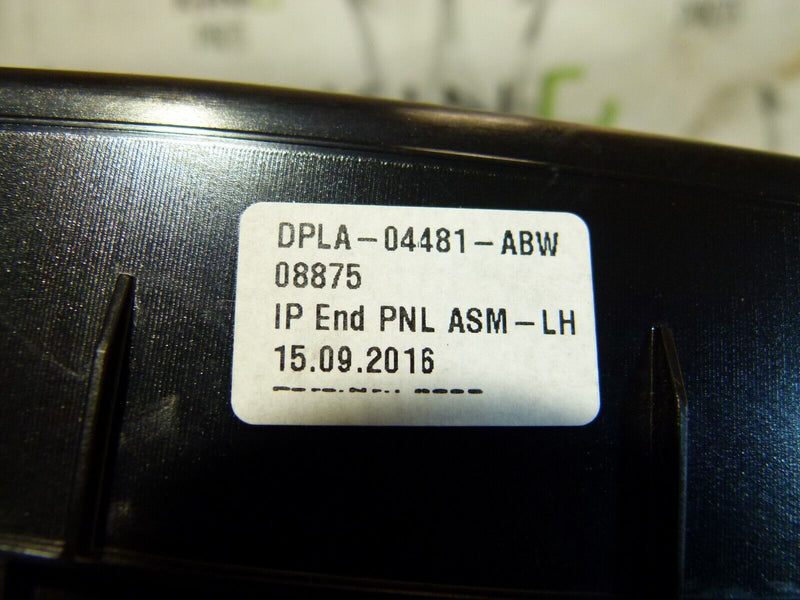 DPLA-04481-ABW
08875
IP End PNL ASM-LH
15.09.2016